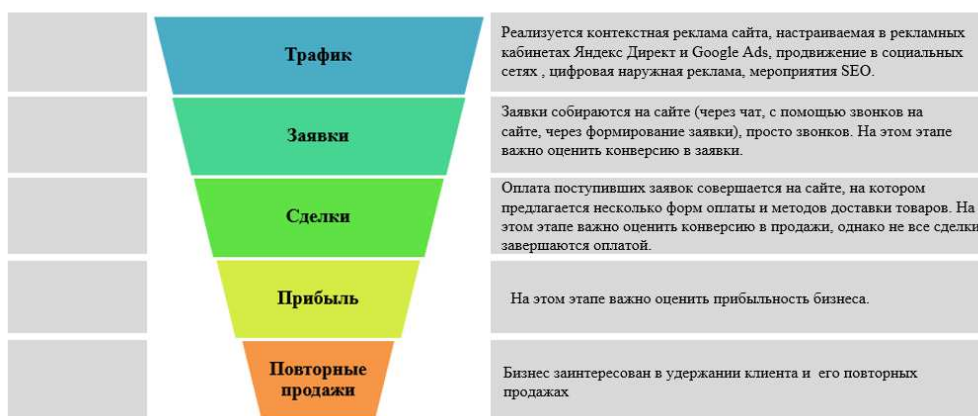 Трафик
Реализуется контекстная реклама сайта, настраиваемая в рекламных
кабинетах Яндекс Директ и Google Ads, продвижение в социальных
сетях , цифровая наружная реклама, мероприятия SEO.
Заявки
Заявки собираются на сайте (через чат, с помощью звонков на
сайте, через формирование заявки), просто звонков. На этом этапе
важно оценить конверсию в заявки.
Сделки
Оплата поступивших заявок совершается на сайте, на котором
предлагается несколько форм оплаты и методов доставки товаров. На
этом этапе важно оценить конверсию в продажи, однако не все сделки
завершаются оплатой.
Прибыль
На этом этапе важно оценить прибыльность бизнеса.
Повторные
продажи
Бизнес заинтересован в удержании клиента и его повторных
продажах